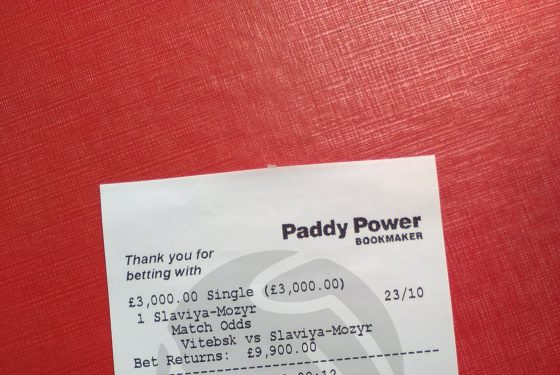 Paddy Power
BOOKMAKER
Thank you for
betting with
£3,000.00 Single (£3,000.00)
1 Slaviya-Mozyr 23/10
Match Odds
Vitebsk vs Slaviya-Mozyr
Bet Returns: £9,900.00